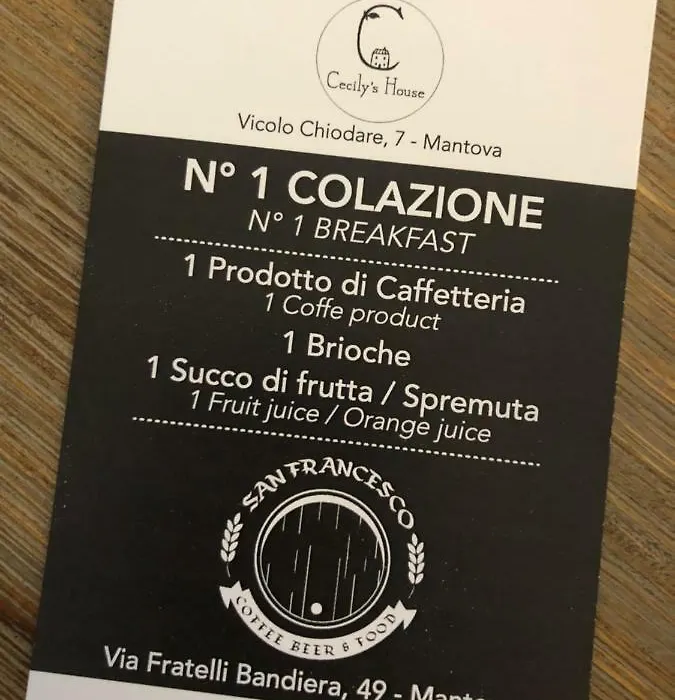 C
Cecily's House
Vicolo Chiodare, 7 - Mantova
N° 1 COLAZIONE
N° 1 BREAKFAST
1 Prodotto di Caffetteria
1 Coffe product
1 Brioche
1 Succo di frutta / Spremuta
1 Fruit juice / Orange juice
SAN FRANCESCO
COFFEE BEER & FOOD
Via Fratelli Bandiera, 49 -